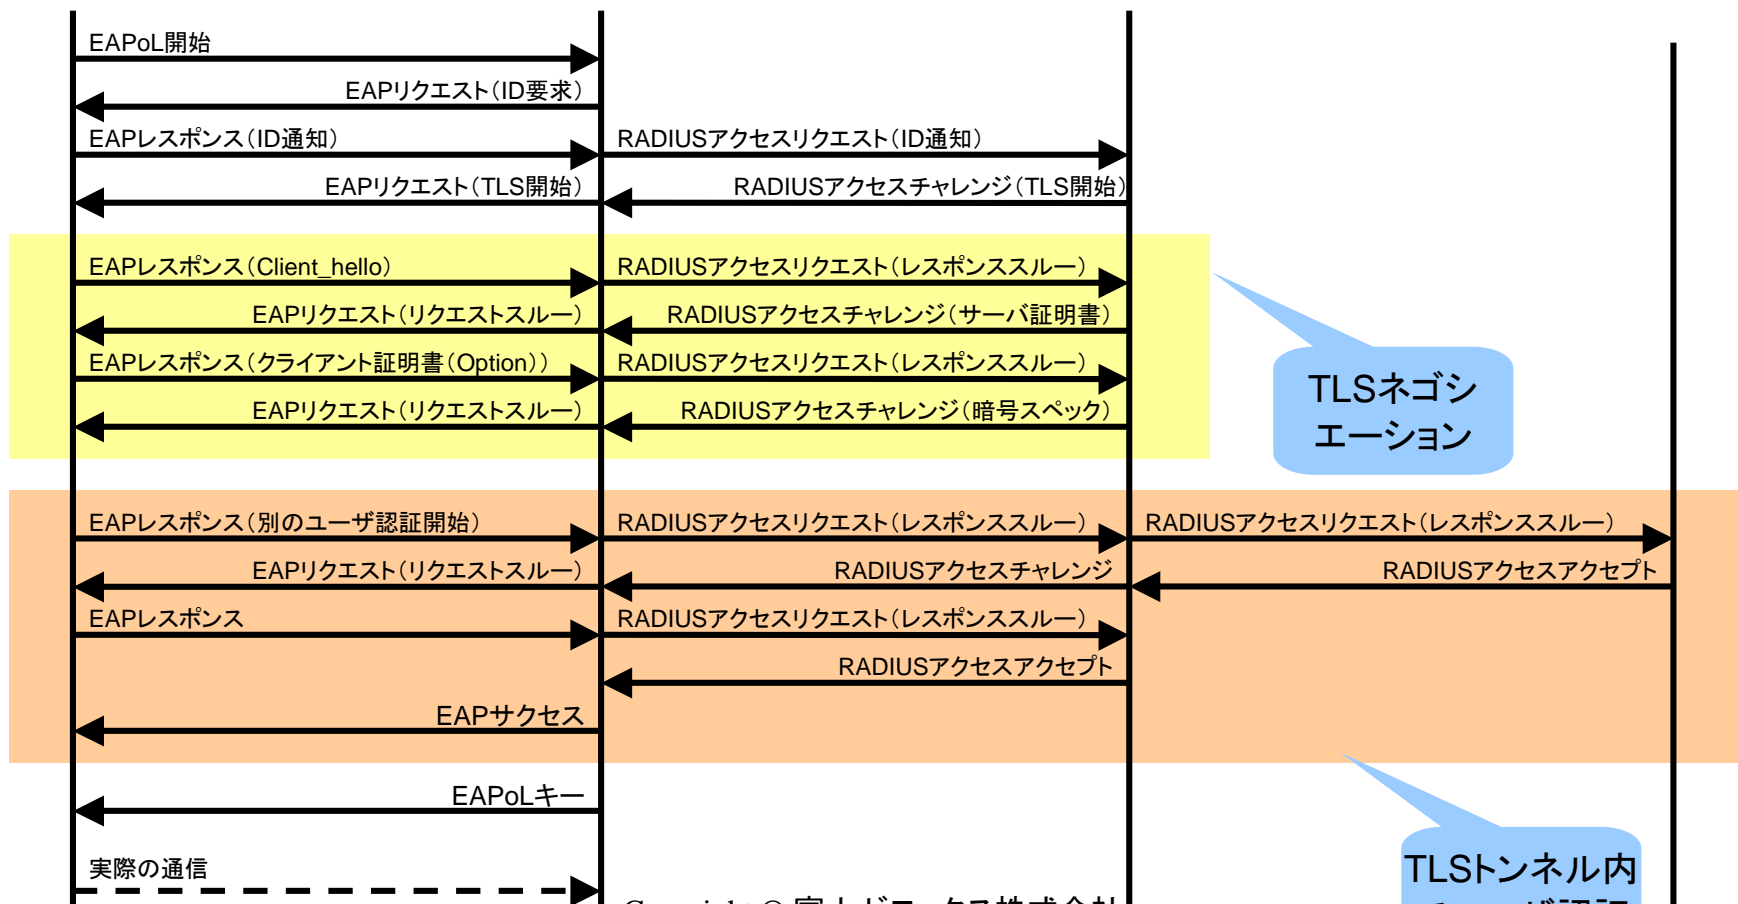 EAPoL開始
EAPリクエスト（ID要求）
EAPレスポンス（ID通知）
RADIUSアクセスリクエスト（ID通知）
EAPリクエスト（TLS開始）
RADIUSアクセスチャレンジ（TLS開始）
EAPレスポンス（Client_hello）
RADIUSアクセスリクエスト（レスポンススルー）
EAPリクエスト（リクエストスルー）
RADIUSアクセスチャレンジ（サーバ証明書）
EAPレスポンス（クライアント証明書（Option））
RADIUSアクセスリクエスト（レスポンススルー）
EAPリクエスト（リクエストスルー）
RADIUSアクセスチャレンジ（暗号スペック）
TLSネゴシ
エーション
EAPレスポンス（別のユーザ認証開始）
RADIUSアクセスリクエスト（レスポンススルー）
RADIUSアクセスリクエスト（レスポンススルー）
EAPリクエスト（リクエストスルー）
RADIUSアクセスチャレンジ
RADIUSアクセスアクセプト
EAPレスポンス
RADIUSアクセスリクエスト（レスポンススルー）
RADIUSアクセスアクセプト
EAPサクセス
EAPoLキー
実際の通信
TLSトンネル内
Copyright © 富士ゼロックス株式会社